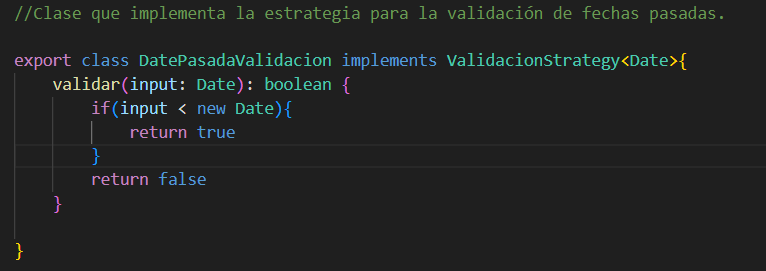 //Clase que implementa la estrategia para la validación de fechas pasadas.
export class DatePasadaValidacion implements ValidacionStrategy<Date>{
validar(input: Date): boolean {
if(input < new Date){
return true
}
return false
}
}